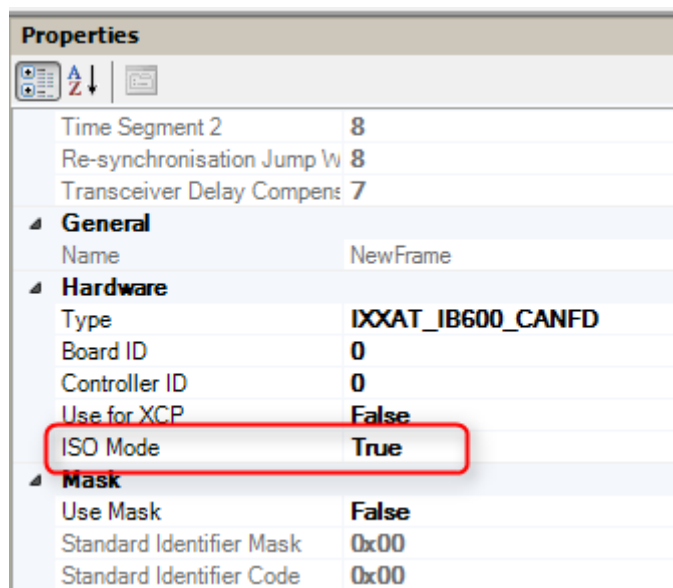 Properties
Time Segment 2 8
Re-synchronisation Jump W 8
Transceiver Delay Compens 7
General
Name NewFrame
Hardware
Type IXXAT_IB600_CANFD
Board ID 0
Controller ID 0
Use for XCP False
ISO Mode True
Mask
Use Mask False
Standard Identifier Mask 0x00
Standard Identifier Code 0x00